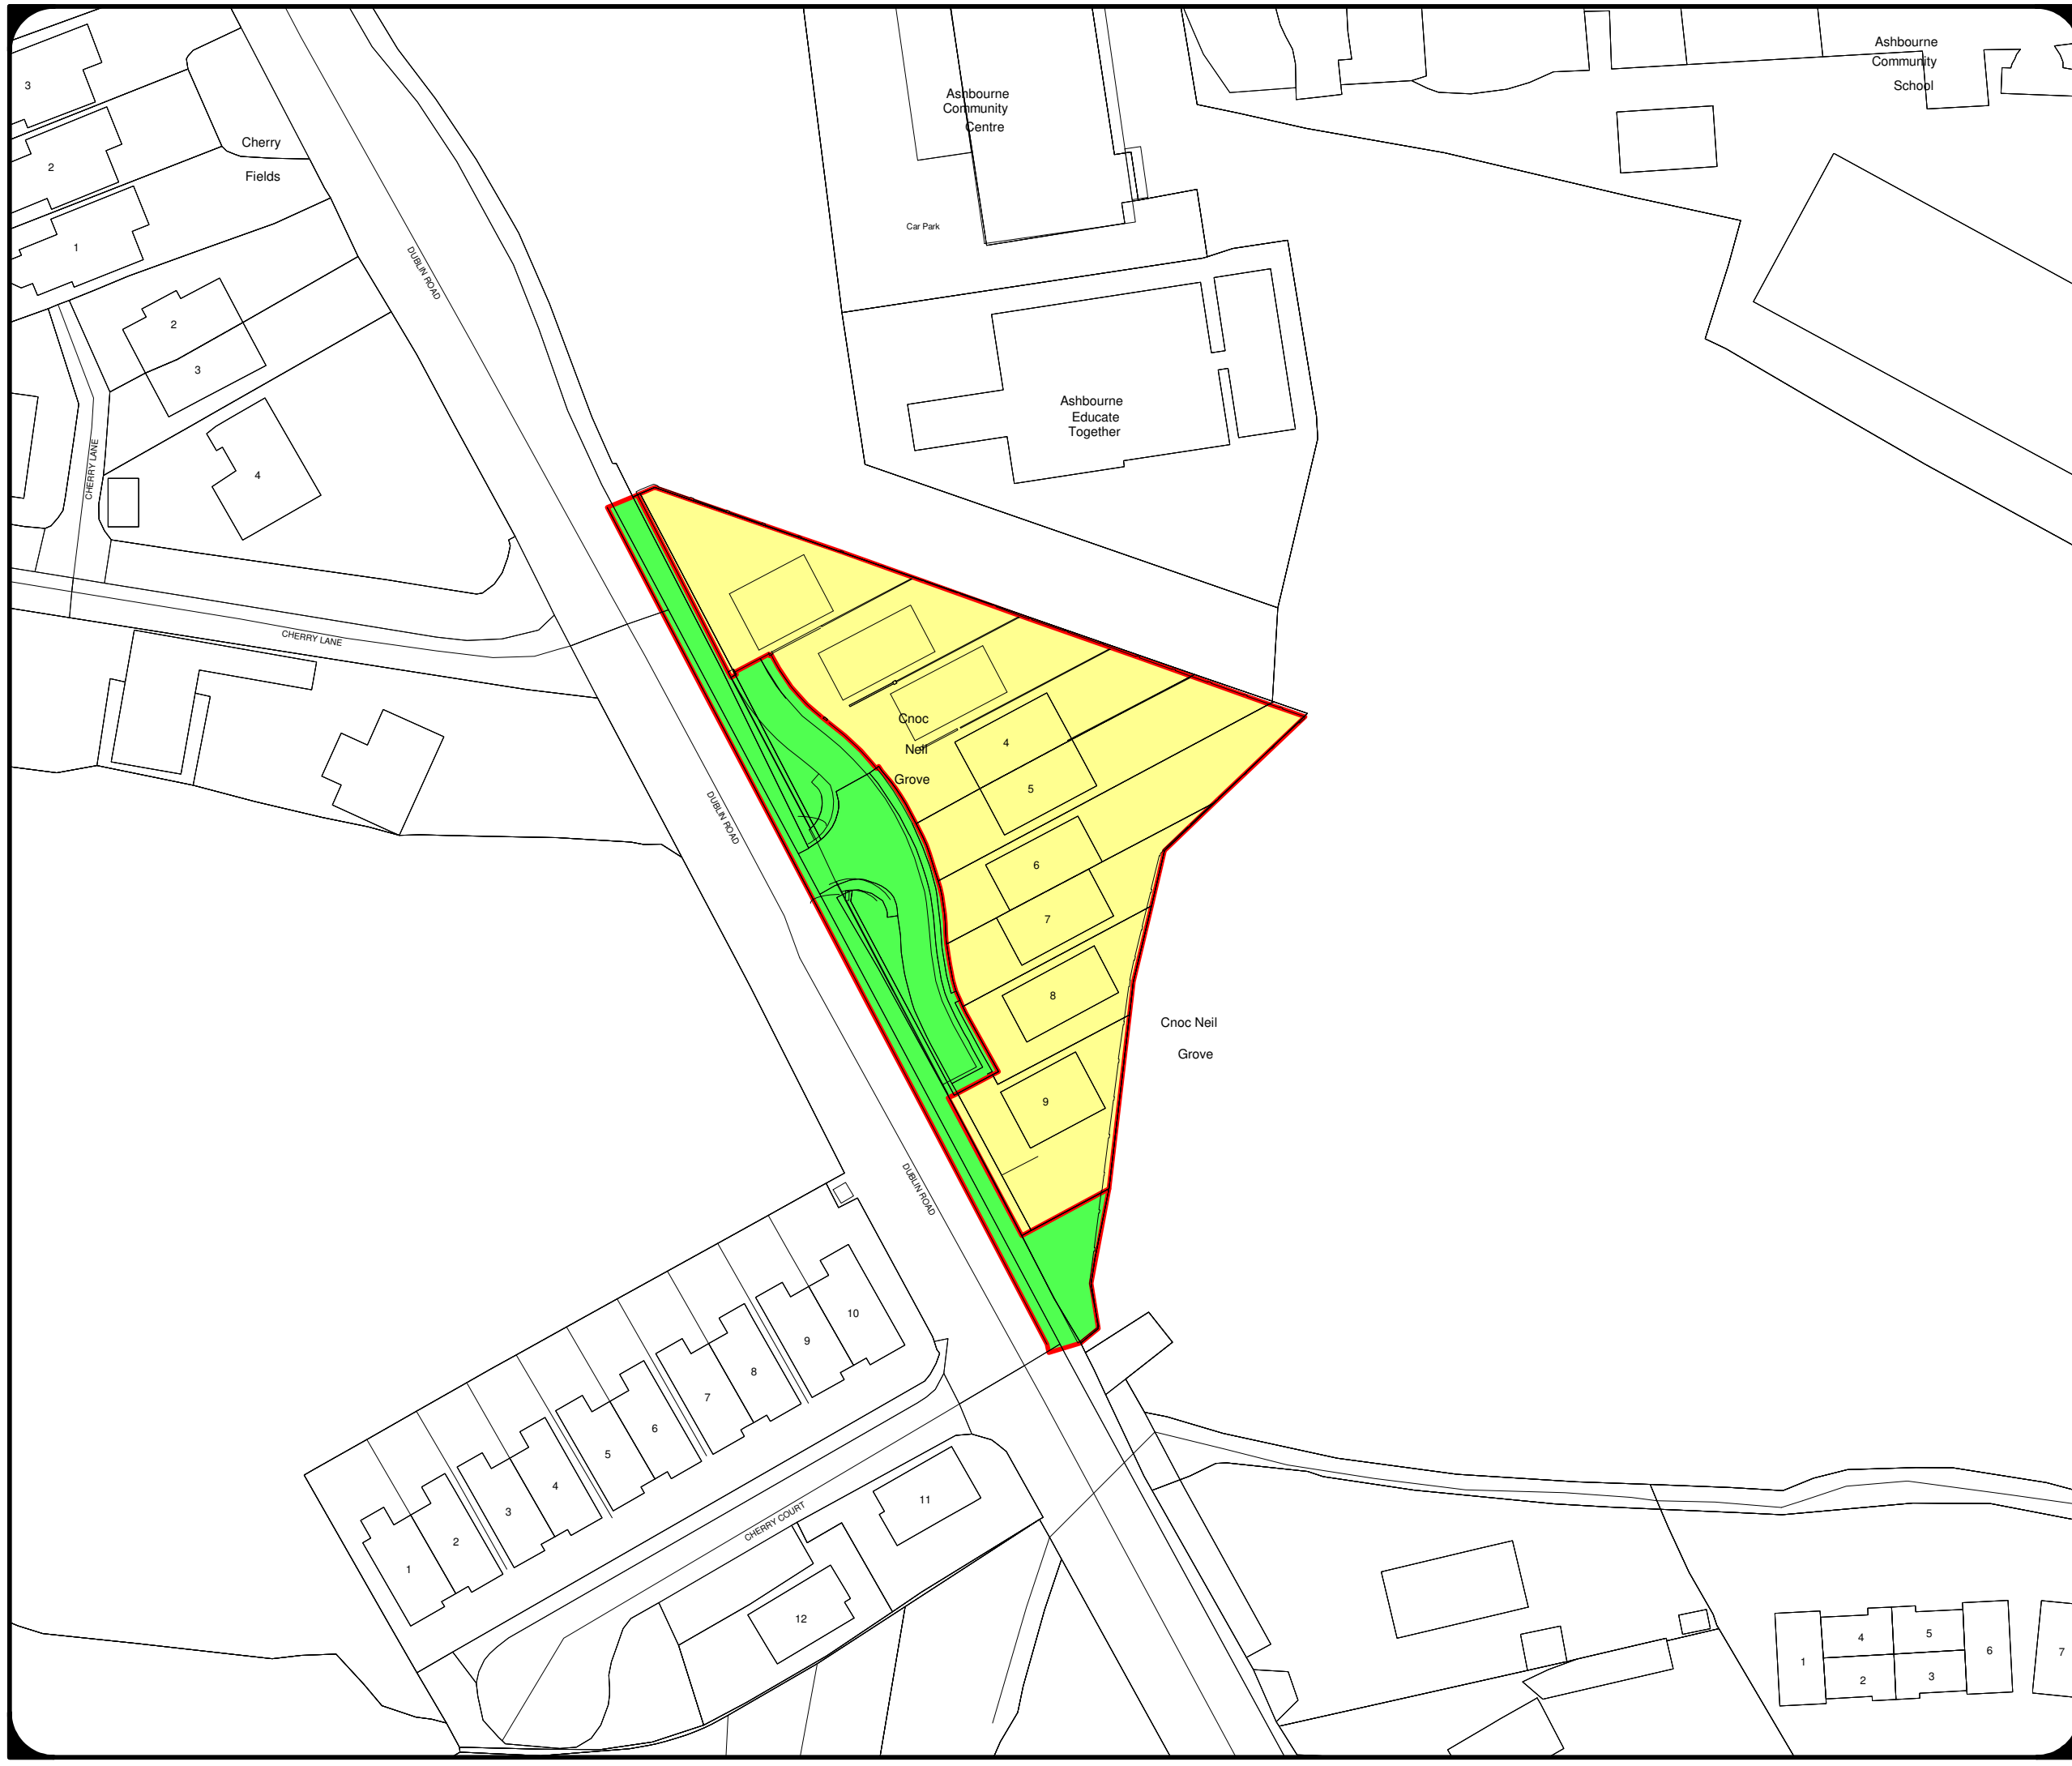 3
2
1
Cherry
Fields
DUBLIN ROAD
2
3
4
CHERRY LANE
CHERRY LANE
Ashbourne
Community
Centre
Car Park
Ashbourne
Community
School
Ashbourne
Educate
Together
Cnoc
Neil
Grove
4
5
6
7
8
9
Cnoc Neil
Grove
DUBLIN ROAD
DUBLIN ROAD
10
9
8
7
6
5
4
3
2
1
CHERRY COURT
11
12
1
4
5
2
3
6
7